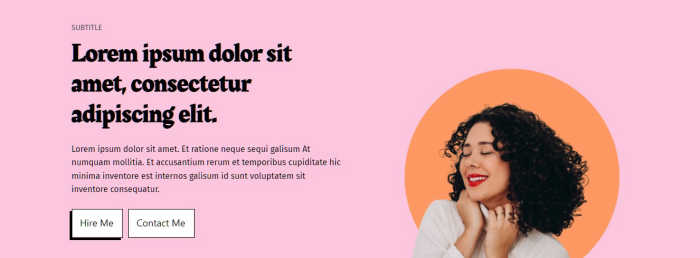 SUBTITLE
Lorem ipsum dolor sit
amet, consectetur
adipiscing elit.
Lorem ipsum dolor sit amet. Et ratione neque sequi galisum At
numquam mollitia. Et accusantium rerum et temporibus cupiditate hic
minima inventore est internos galisum id sunt voluptatem sit
inventore consequatur.
Hire Me
Contact Me